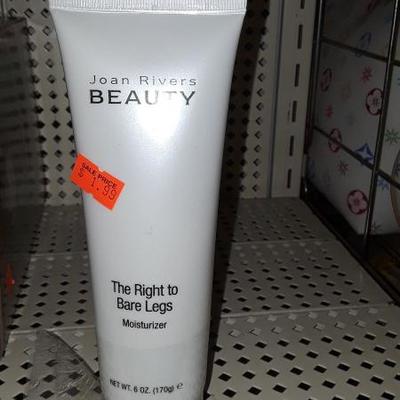 Joan Rivers
BEAUTY
SALE PRICE
$ 1.99
The Right to
Bare Legs
Moisturizer
NET WT. 6 OZ. (170g) e